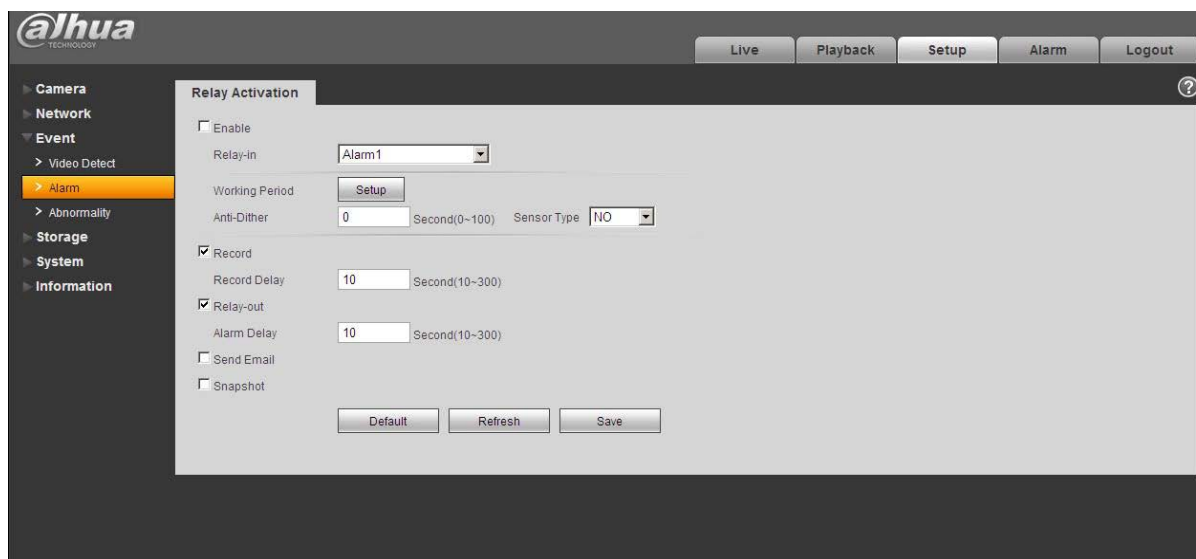 alhua
TECHNOLOGY
Live Playback Setup Alarm Logout
Camera
Network
Event
> Video Detect
> Alarm
> Abnormality
Storage
System
Information
Relay Activation
?
Enable
Relay-in Alarm1
Working Period Setup
Anti-Dither 0 Second(0~100) Sensor Type NO
Record
Record Delay 10 Second(10~300)
Relay-out
Alarm Delay 10 Second(10~300)
Send Email
Snapshot
Default Refresh Save